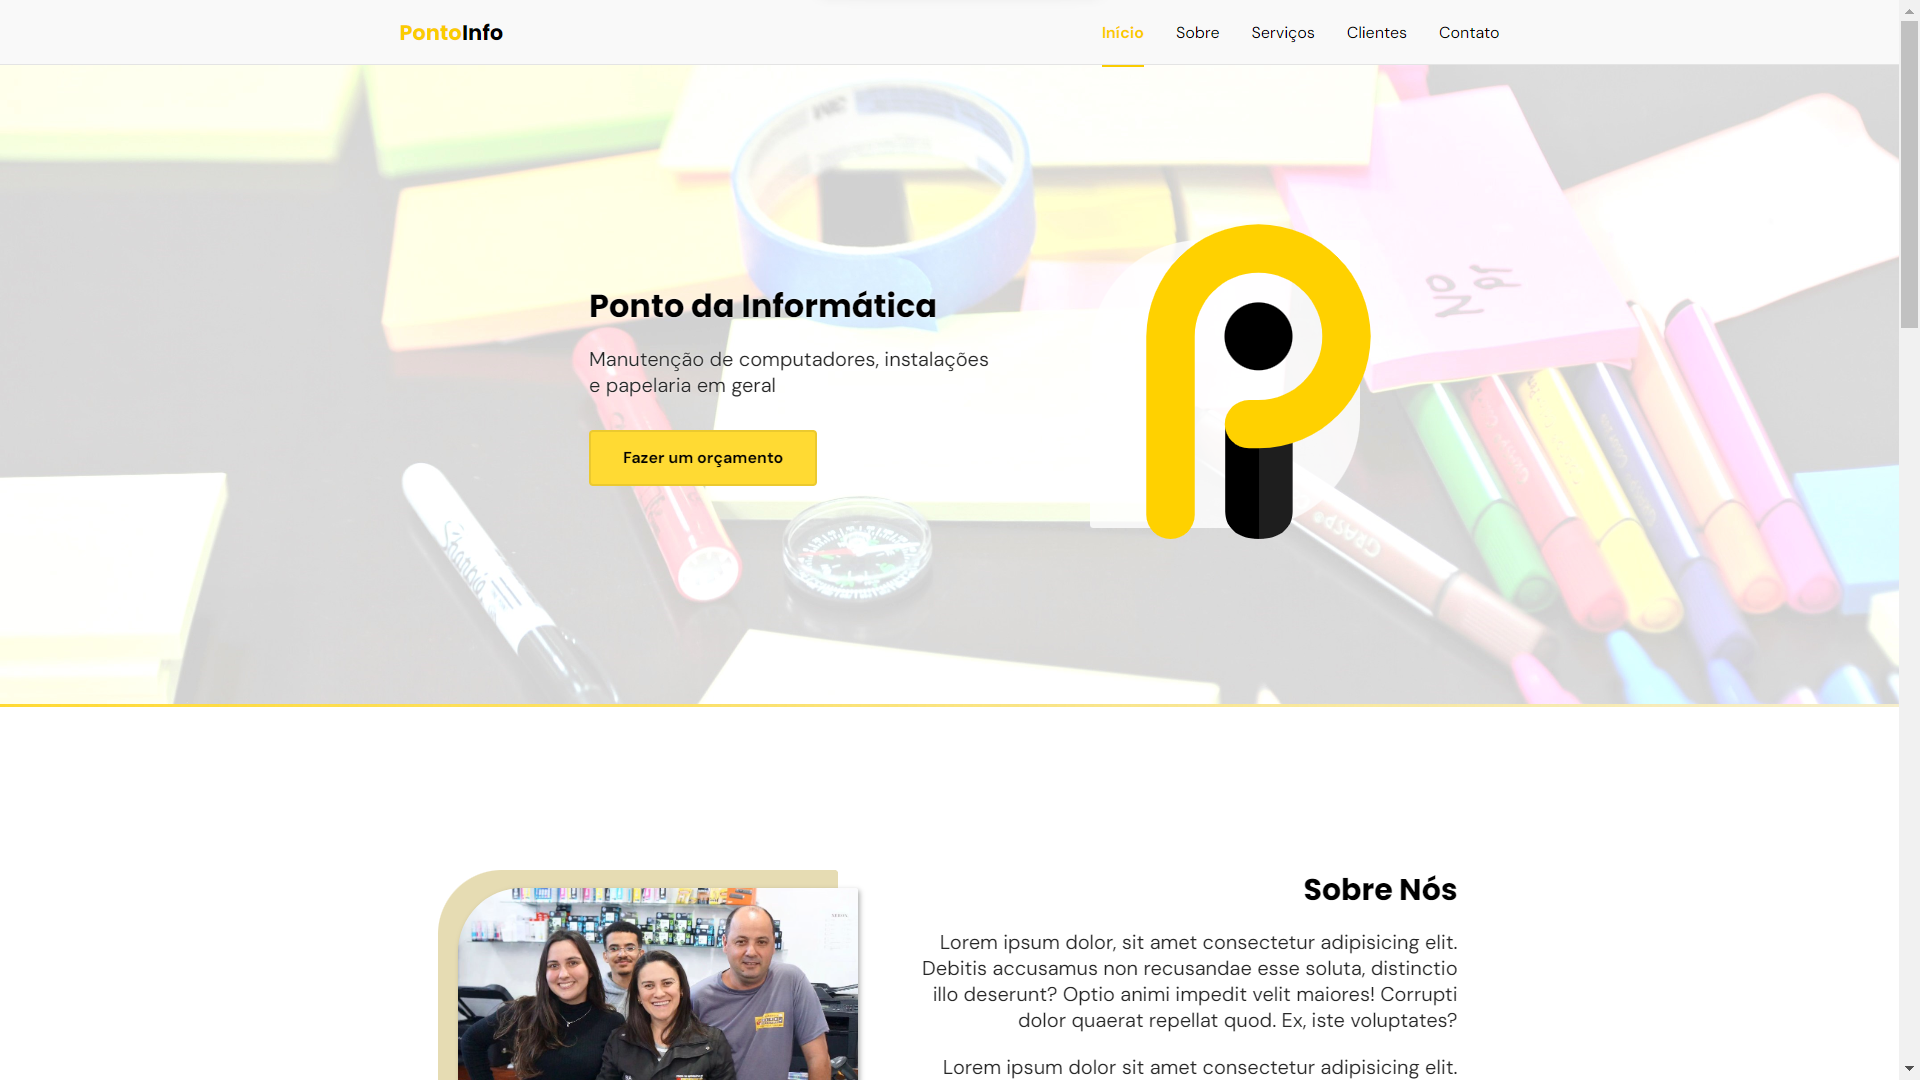 PontoInfo
Início
Sobre
Serviços
Clientes
Contato
Ponto da Informática
Manutenção de computadores, instalações
e papelaria em geral
Fazer um orçamento
Sharpie
GRASP
Sobre Nós
Lorem ipsum dolor, sit amet consectetur adipisicing elit.
Debitis accusamus non recusandae esse soluta, distinctio
illo deserunt? Optio animi impedit velit maiores! Corrupti
dolor quaerat repellat quod. Ex, iste voluptates?
Lorem ipsum dolor sit amet consectetur adipisicing elit.